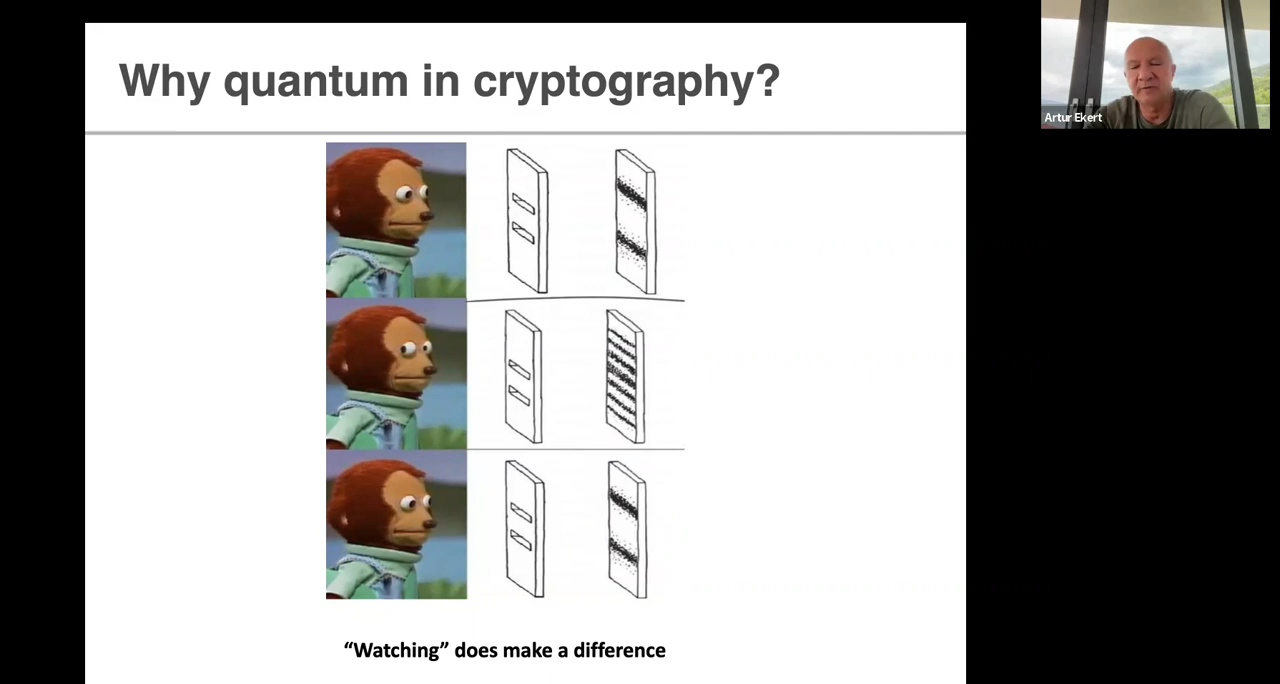 Why quantum in cryptography?
Artur Ekert
“Watching” does make a difference